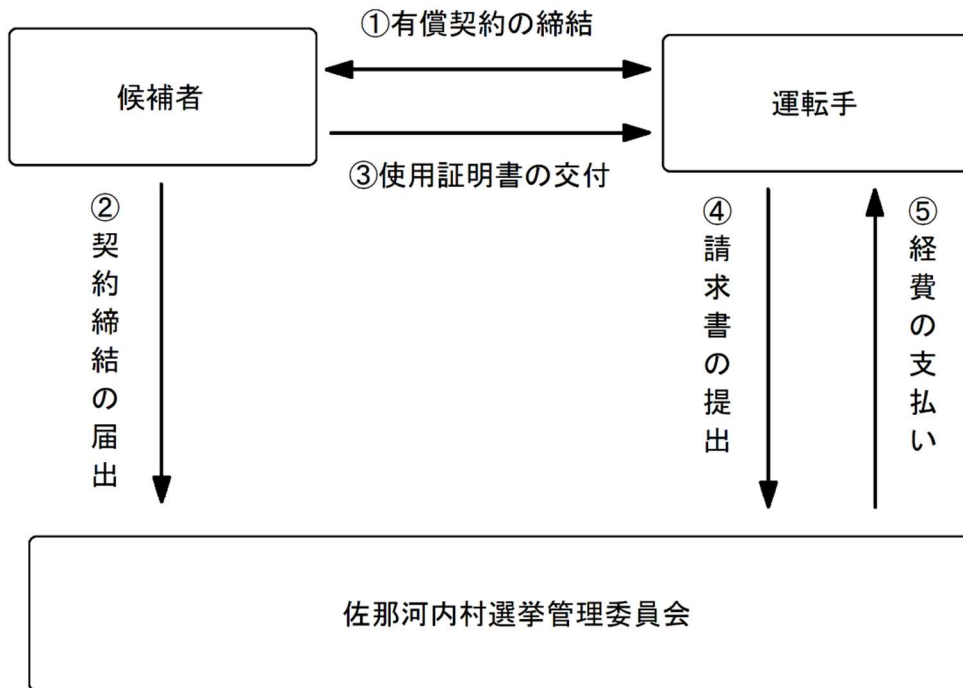 ①有償契約の締結
候補者
運転手
③使用証明書の交付
②契約締結の届出
④請求書の提出
⑤経費の支払い
佐那河内村選挙管理委員会